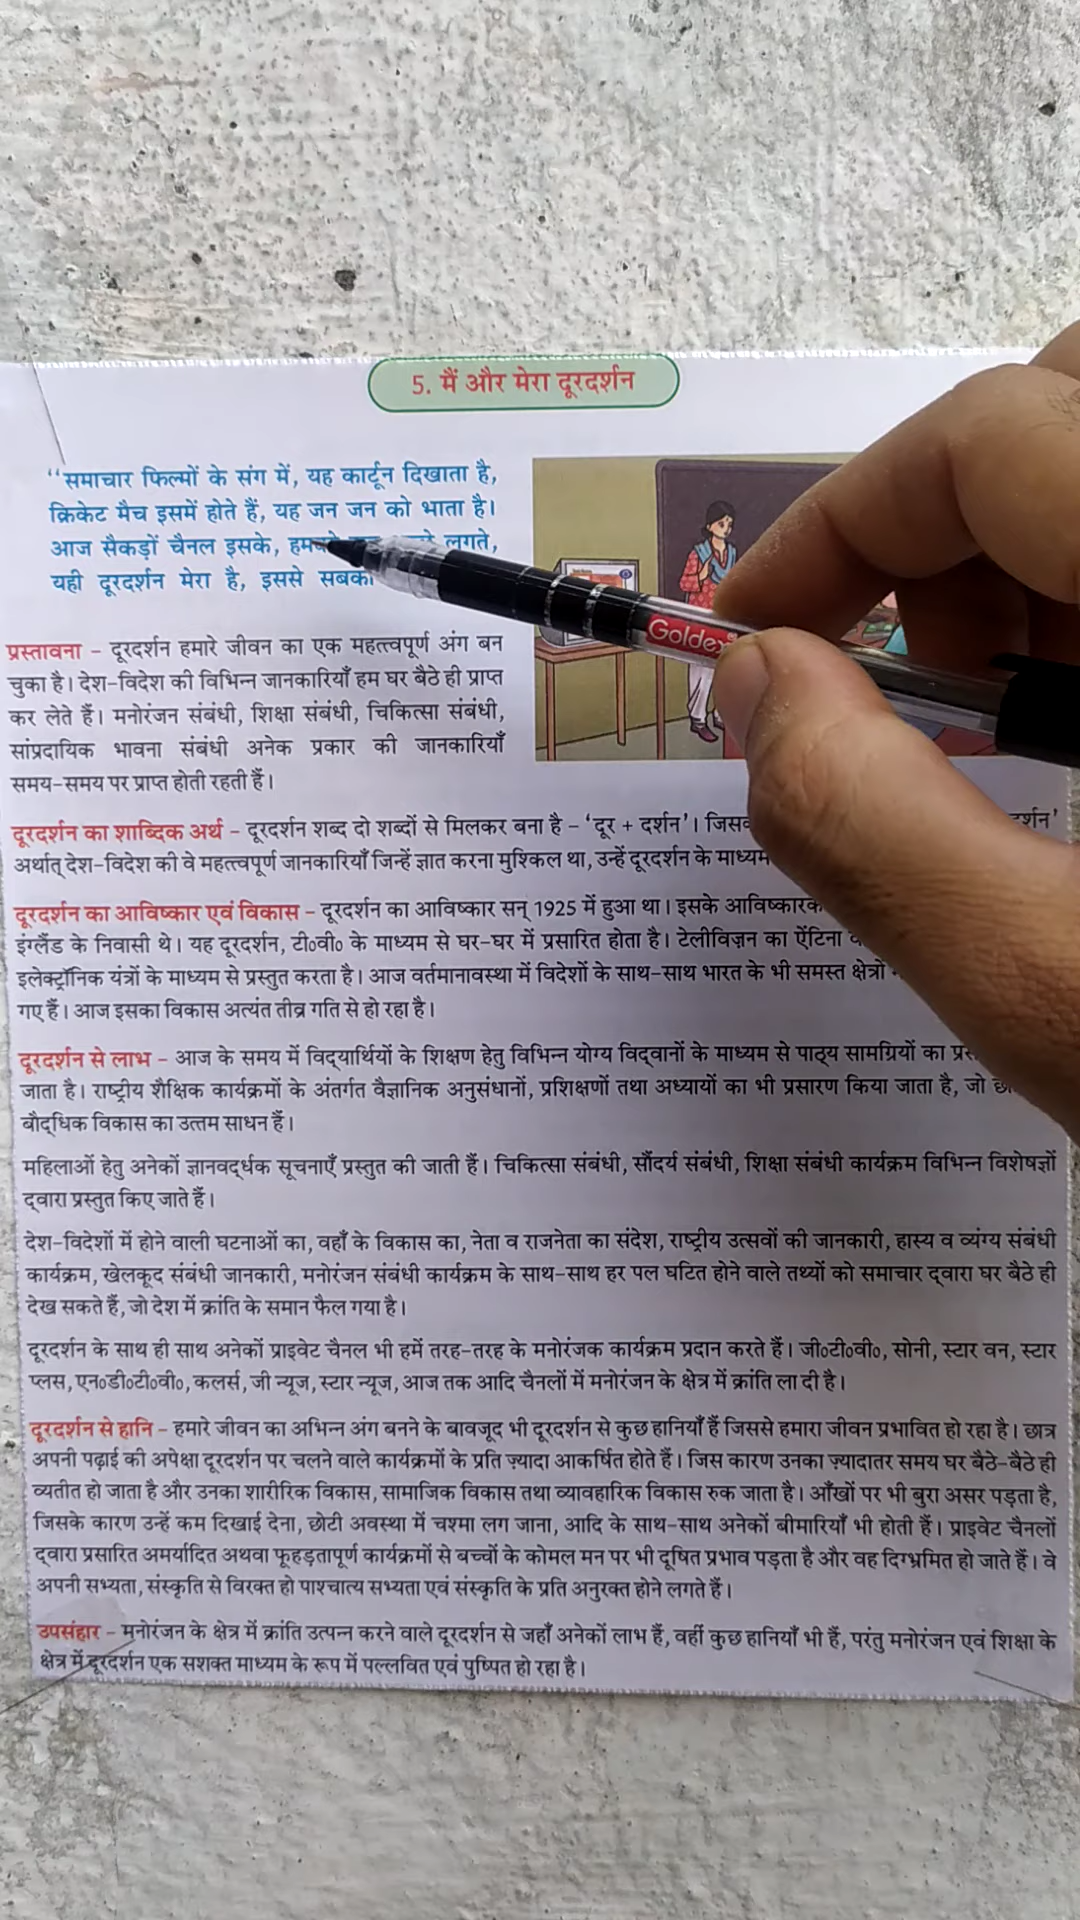 5. मैं और मेरा दूरदर्शन
“समाचार फिल्मों के संग में, यह कार्टून दिखाता है,
क्रिकेट मैच इसमें होते हैं, यह जन जन को भाता है।
आज सैकड़ों चैनल इसके, लगते,
यही दूरदर्शन मेरा है, इससे सबका
प्रस्तावना – दूरदर्शन हमारे जीवन का एक महत्त्वपूर्ण अंग बन
चुका है। देश-विदेश की विभिन्न जानकारियाँ हम घर बैठे ही प्राप्त
कर लेते हैं। मनोरंजन संबंधी, शिक्षा संबंधी, चिकित्सा संबंधी,
सांप्रदायिक भावना संबंधी अनेक प्रकार की जानकारियाँ
समय-समय पर प्राप्त होती रहती हैं।
Goldex
दूरदर्शन का शाब्दिक अर्थ – दूरदर्शन शब्द दो शब्दों से मिलकर बना है – ‘दूर + दर्शन’।
अर्थात् देश-विदेश की वे महत्त्वपूर्ण जानकारियाँ जिन्हें ज्ञात करना मुश्किल था, उन्हें दूरदर्शन के माध्यम
दूरदर्शन का आविष्कार एवं विकास – दूरदर्शन का आविष्कार सन् 1925 में हुआ था। इसके आविष्कारक
इंग्लैंड के निवासी थे। यह दूरदर्शन, टी०वी० के माध्यम से घर-घर में प्रसारित होता है। टेलीविज़न का ऐंटिना
इलेक्ट्रॉनिक यंत्रों के माध्यम से प्रस्तुत करता है। आज वर्तमानावस्था में विदेशों के साथ-साथ भारत के भी समस्त क्षेत्रों
गए हैं। आज इसका विकास अत्यंत तीव्र गति से हो रहा है।
दूरदर्शन से लाभ – आज के समय में विद्यार्थियों के शिक्षण हेतु विभिन्न योग्य विद्वानों के माध्यम से पाठ्य सामग्रियों का
जाता है। राष्ट्रीय शैक्षिक कार्यक्रमों के अंतर्गत वैज्ञानिक अनुसंधानों, प्रशिक्षणों तथा अध्यायों का भी प्रसारण किया जाता है, जो
बौद्धिक विकास का उत्तम साधन हैं।
महिलाओं हेतु अनेकों ज्ञानवर्द्धक सूचनाएँ प्रस्तुत की जाती हैं। चिकित्सा संबंधी, सौंदर्य संबंधी, शिक्षा संबंधी कार्यक्रम विभिन्न विशेषज्ञों
द्वारा प्रस्तुत किए जाते हैं।
देश-विदेशों में होने वाली घटनाओं का, वहाँ के विकास का, नेता व राजनेता का संदेश, राष्ट्रीय उत्सवों की जानकारी, हास्य व व्यंग्य संबंधी
कार्यक्रम, खेलकूद संबंधी जानकारी, मनोरंजन संबंधी कार्यक्रम के साथ-साथ हर पल घटित होने वाले तथ्यों को समाचार द्वारा घर बैठे ही
देख सकते हैं, जो देश में क्रांति के समान फैल गया है।
दूरदर्शन के साथ ही साथ अनेकों प्राइवेट चैनल भी हमें तरह-तरह के मनोरंजक कार्यक्रम प्रदान करते हैं। जी०टी०वी०, सोनी, स्टार वन, स्टार
प्लस, एन०डी०टी०वी०, कलर्स, जी न्यूज, स्टार न्यूज, आज तक आदि चैनलों में मनोरंजन के क्षेत्र में क्रांति ला दी है।
दूरदर्शन से हानि – हमारे जीवन का अभिन्न अंग बनने के बावजूद भी दूरदर्शन से कुछ हानियाँ हैं जिससे हमारा जीवन प्रभावित हो रहा है। छात्र
अपनी पढ़ाई की अपेक्षा दूरदर्शन पर चलने वाले कार्यक्रमों के प्रति ज़्यादा आकर्षित होते हैं। जिस कारण उनका ज़्यादातर समय घर बैठे-बैठे ही
व्यतीत हो जाता है और उनका शारीरिक विकास, सामाजिक विकास तथा व्यावहारिक विकास रुक जाता है। आँखों पर भी बुरा असर पड़ता है,
जिसके कारण उन्हें कम दिखाई देना, छोटी अवस्था में चश्मा लग जाना, आदि के साथ-साथ अनेकों बीमारियाँ भी होती हैं। प्राइवेट चैनलों
द्वारा प्रसारित अमर्यादित अथवा फूहड़तापूर्ण कार्यक्रमों से बच्चों के कोमल मन पर भी दूषित प्रभाव पड़ता है और वह दिग्भ्रमित हो जाते हैं। वे
अपनी सभ्यता, संस्कृति से विरक्त हो पाश्चात्य सभ्यता एवं संस्कृति के प्रति अनुरक्त होने लगते हैं।
उपसंहार – मनोरंजन के क्षेत्र में क्रांति उत्पन्न करने वाले दूरदर्शन से जहाँ अनेकों लाभ हैं, वहीं कुछ हानियाँ भी हैं, परंतु मनोरंजन एवं शिक्षा के
क्षेत्र में दूरदर्शन एक सशक्त माध्यम के रूप में पल्लवित एवं पुष्पित हो रहा है।